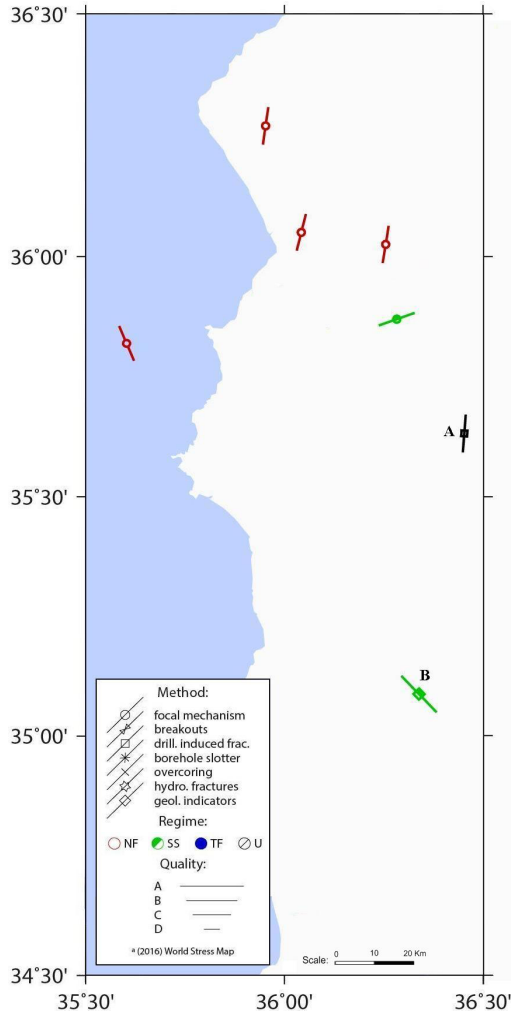 36˚30'
36˚00'
A
35˚30'
B
35˚00'
Method:
focal mechanism
breakouts
drill. induced frac.
borehole slotter
overcoring
hydro. fractures
geol. indicators
Regime:
NF SS TF U
Quality:
A
B
C
D
ª (2016) World Stress Map
Scale: 0 10 20 Km
34˚30'
35˚30' 36˚00' 36˚30'